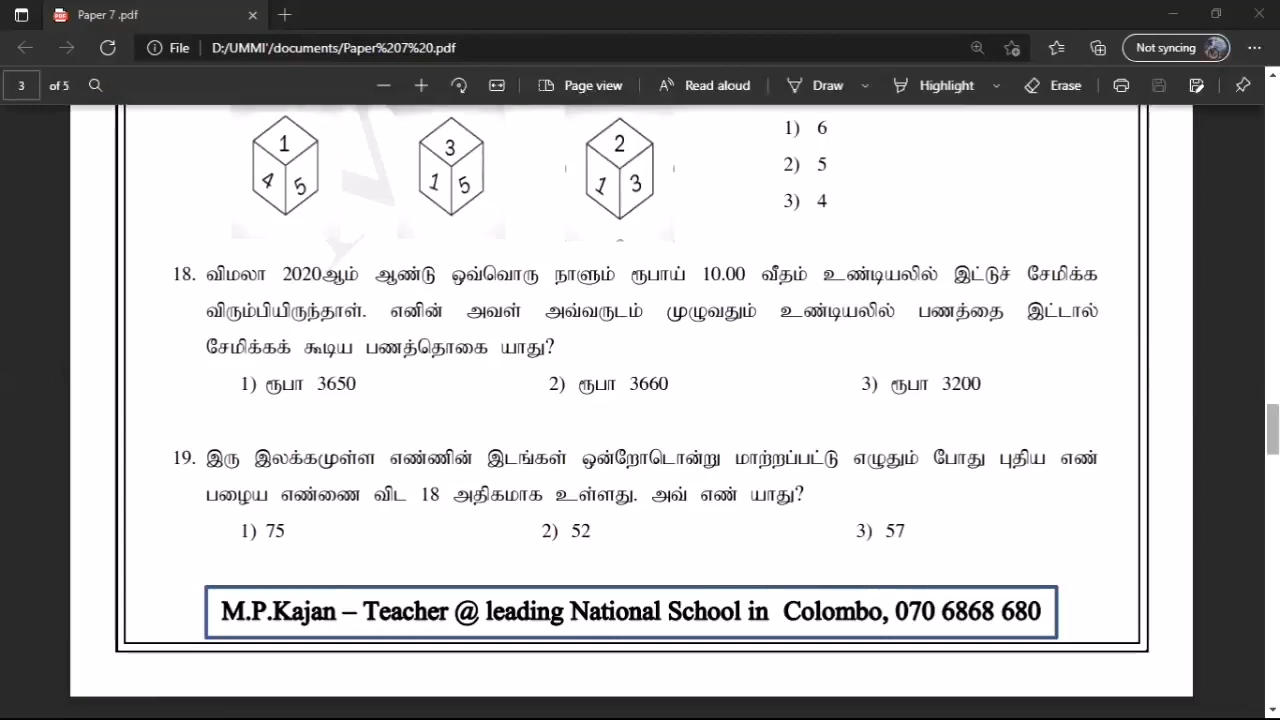 Paper 7 .pdf
File D:/UMMI'/documents/Paper%207%20.pdf
Not syncing
3 of 5
Page view
Read aloud
Draw
Highlight
Erase
1 4 5
3 1 5
2 1 3
1) 6
2) 5
3) 4
18. விமலா 2020ஆம் ஆண்டு ஒவ்வொரு நாளும் ரூபாய் 10.00 வீதம் உண்டியலில் இட்டுச் சேமிக்க
விரும்பியிருந்தாள். எனின் அவள் அவ்வருடம் முழுவதும் உண்டியலில் பணத்தை இட்டால்
சேமிக்கக் கூடிய பணத்தொகை யாது?
1) ரூபா 3650 2) ரூபா 3660 3) ரூபா 3200
19. இரு இலக்கமுள்ள எண்ணின் இடங்கள் ஒன்றோடொன்று மாற்றப்பட்டு எழுதும் போது புதிய எண்
பழைய எண்ணை விட 18 அதிகமாக உள்ளது. அவ் எண் யாது?
1) 75 2) 52 3) 57
M.P.Kajan – Teacher @ leading National School in Colombo, 070 6868 680